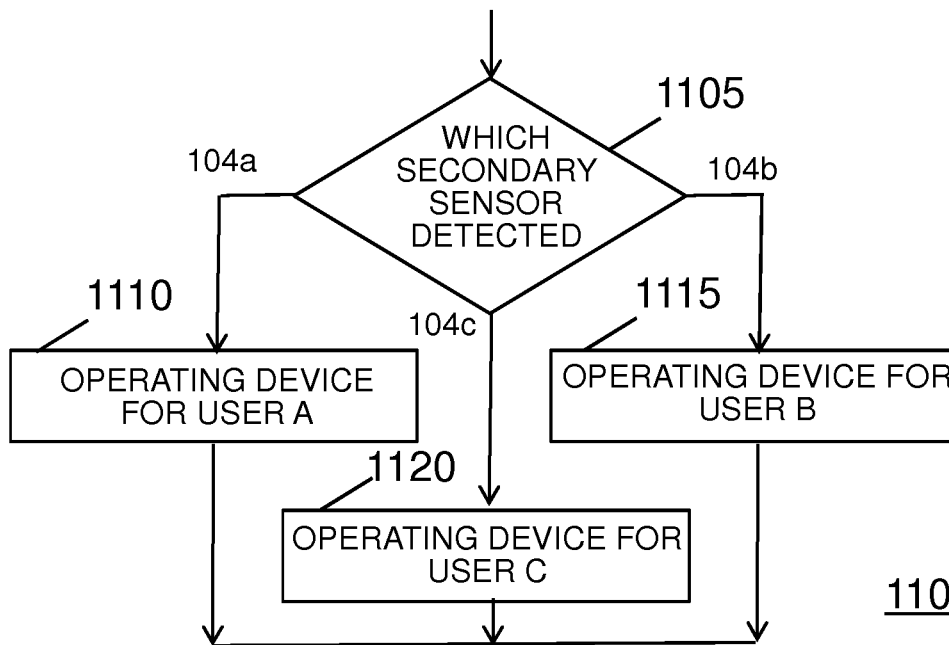 1105
WHICH
SECONDARY
SENSOR
DETECTED
104a
104b
1110
1115
104c
OPERATING DEVICE
FOR USER A
OPERATING DEVICE FOR
USER B
1120
OPERATING DEVICE FOR
USER C
110